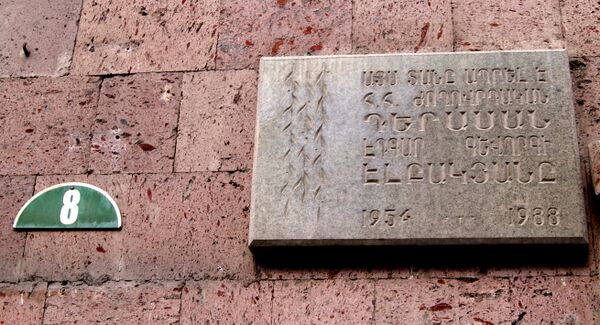 8
ԱՅՍ ՏԱՆԸ ԱՊՐԵԼ Է
Հ.Հ. ԺՈՂՈՎՐԴԱԿԱՆ
ԴԵՐԱՍԱՆ
ԷԴԳԱՐ ԳԵՎՈՐԳԻ
ԷԼԲԱԿՅԱՆԸ
1954 ... 1988